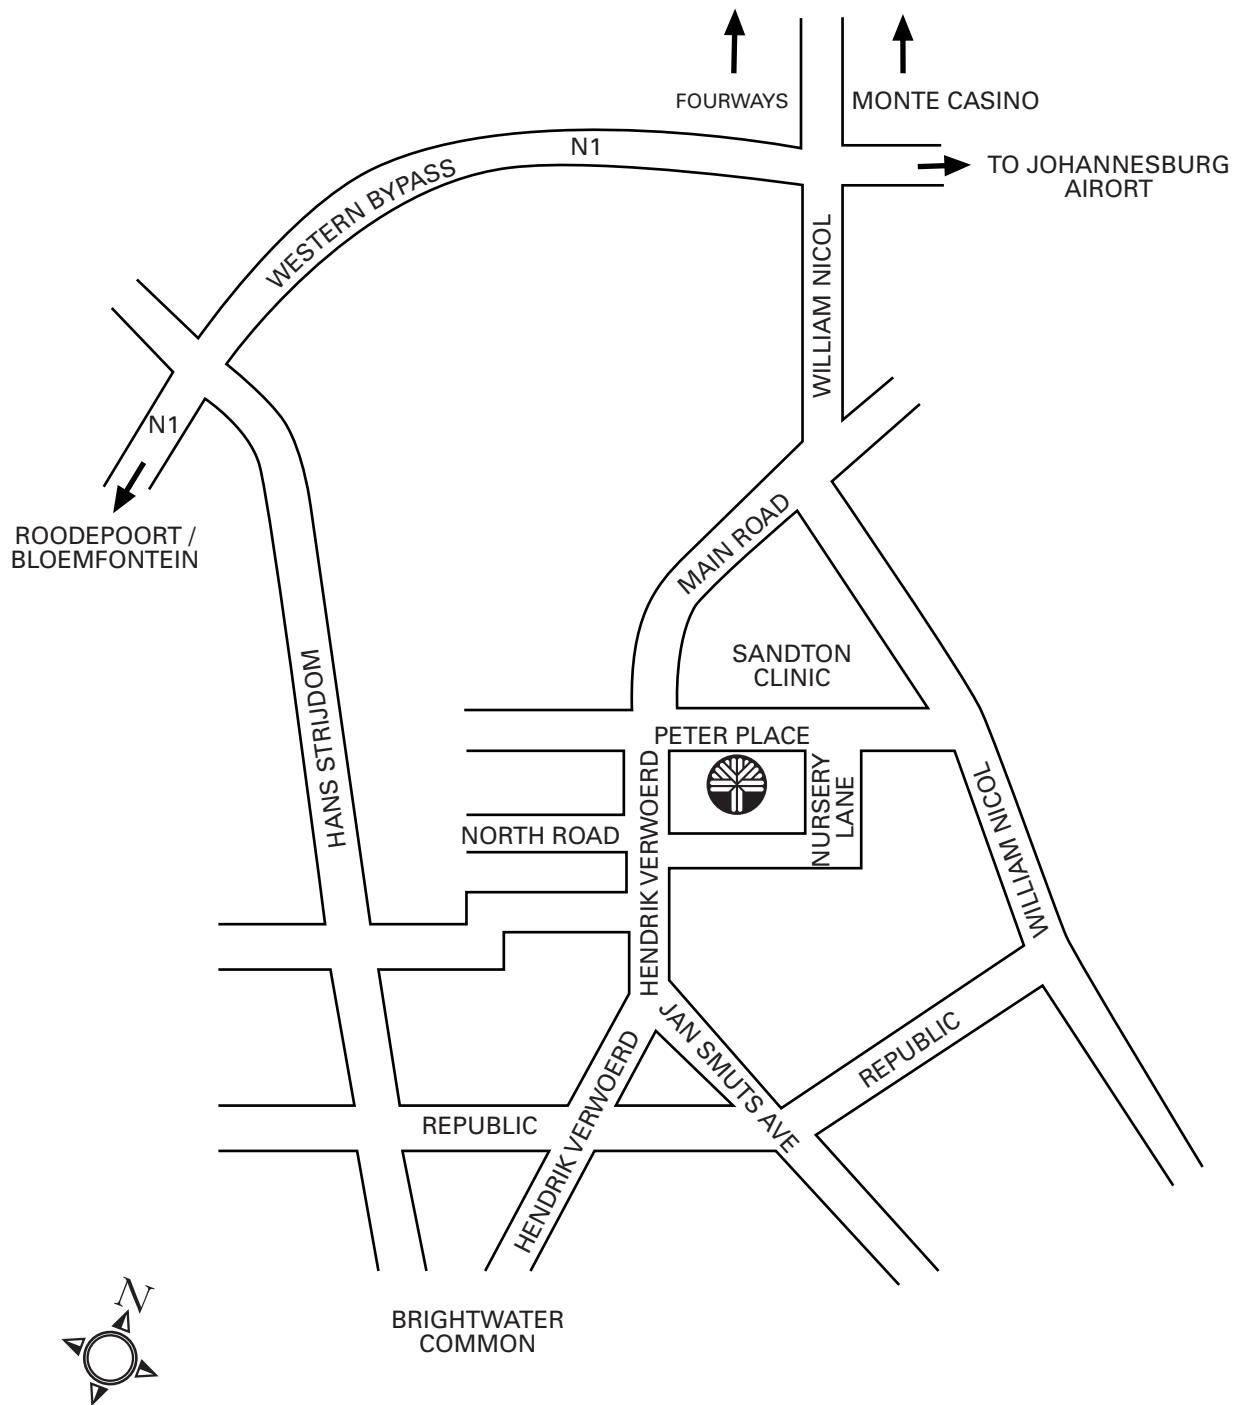 FOURWAYS
MONTE CASINO
N1
TO JOHANNESBURG
AIRORT
WESTERN BYPASS
WILLIAM NICOL
N1
ROODEPOORT /
BLOEMFONTEIN
MAIN ROAD
SANDTON
CLINIC
HANS STRIJDOM
PETER PLACE
NURSERY
LANE
HENDRIK VERWOERD
WILLIAM NICOL
NORTH ROAD
JAN SMUTS AVE
REPUBLIC
REPUBLIC
HENDRIK VERWOERD
N
BRIGHTWATER
COMMON